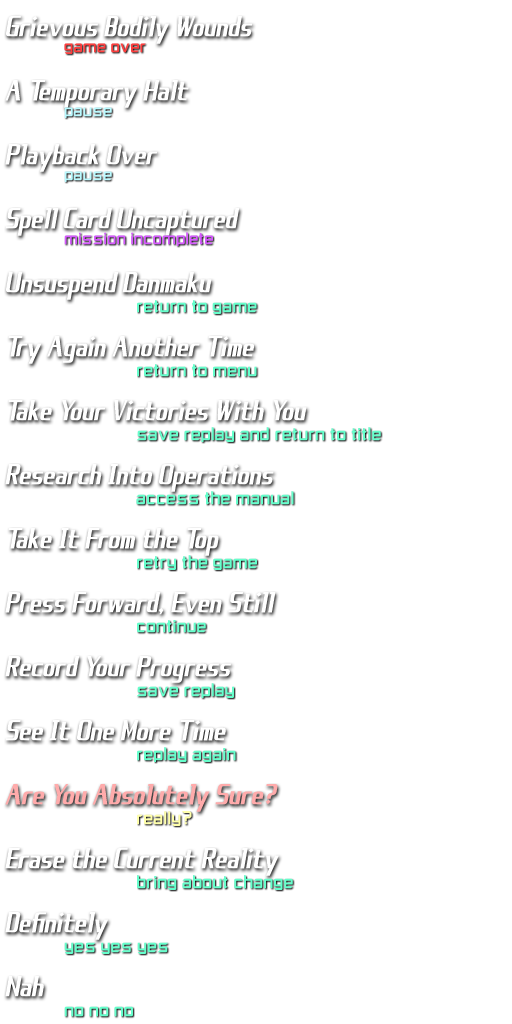 Grievous Bodily Wounds
game over
A Temporary Halt
pause
Playback Over
pause
Spell Card Uncaptured
mission incomplete
Unsuspend Danmaku
return to game
Try Again Another Time
return to menu
Take Your Victories With You
save replay and return to title
Research Into Operations
access the manual
Take It From the Top
retry the game
Press Forward, Even Still
continue
Record Your Progress
save replay
See It One More Time
replay again
Are You Absolutely Sure?
really?
Erase the Current Reality
bring about change
Definitely
yes yes yes
Nah
no no no